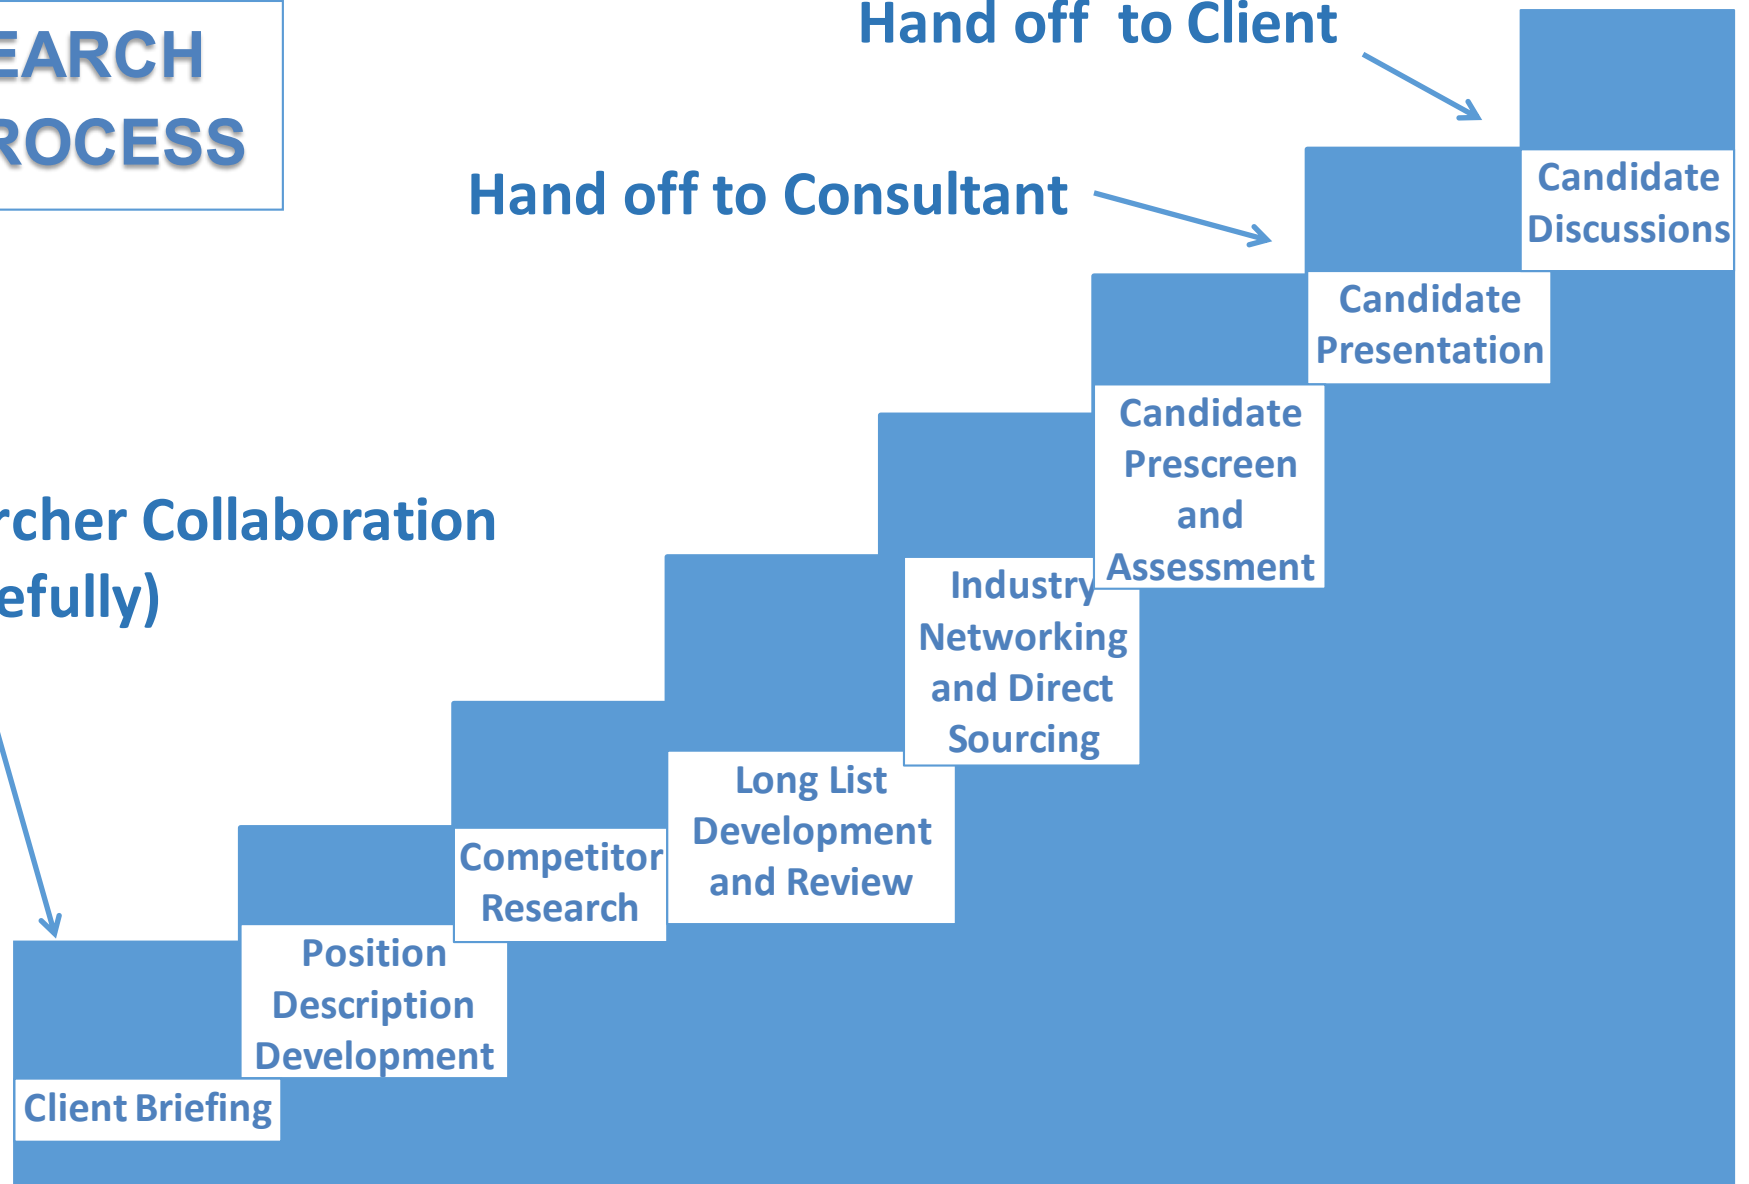 EARCH
ROCESS
Hand off to Client
Hand off to Consultant
rcher Collaboration
efully)
Candidate
Discussions
Candidate
Presentation
Candidate
Prescreen
and
Assessment
Industry
Networking
and Direct
Sourcing
Long List
Development
and Review
Competitor
Research
Position
Description
Development
Client Briefing